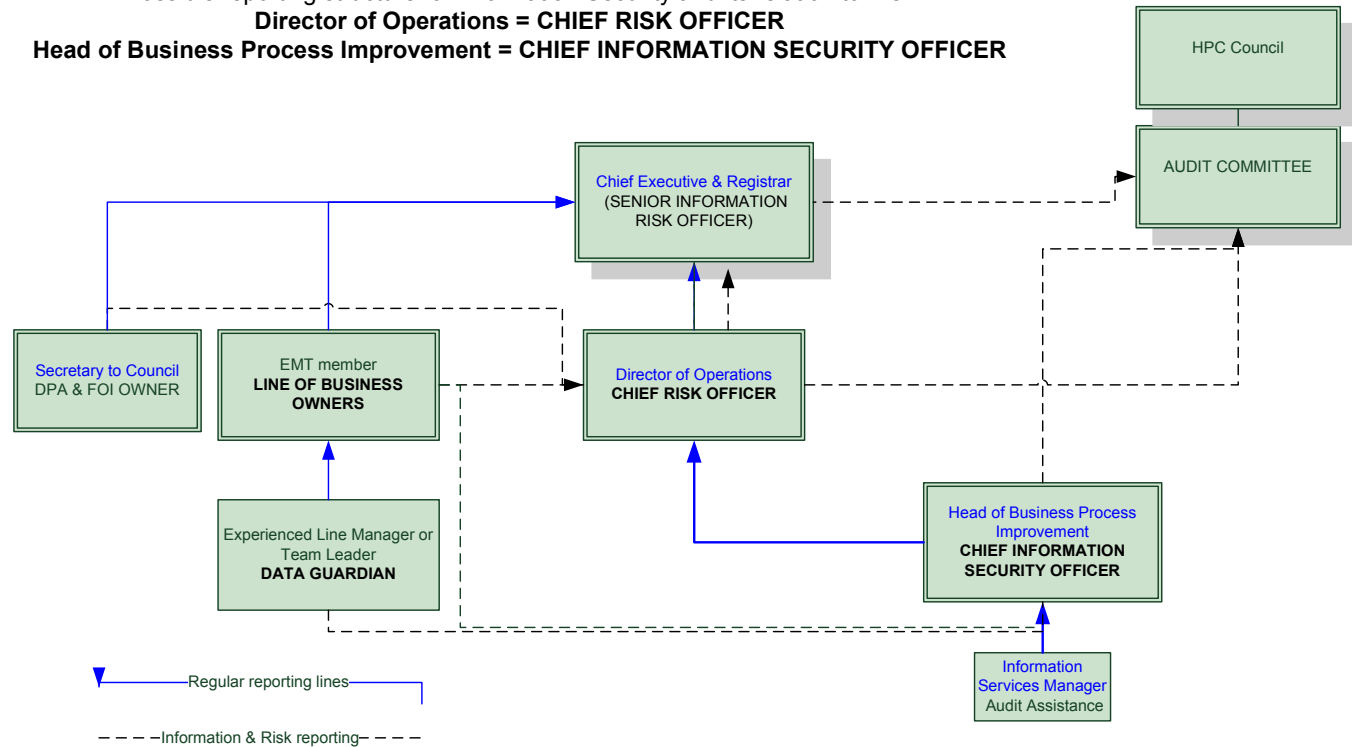 Director of Operations = CHIEF RISK OFFICER
Head of Business Process Improvement = CHIEF INFORMATION SECURITY OFFICER
HPC Council
AUDIT COMMITTEE
Chief Executive & Registrar
(SENIOR INFORMATION
RISK OFFICER)
Secretary to Council
DPA & FOI OWNER
EMT member
LINE OF BUSINESS
OWNERS
Director of Operations
CHIEF RISK OFFICER
Experienced Line Manager or
Team Leader
DATA GUARDIAN
Head of Business Process
Improvement
CHIEF INFORMATION
SECURITY OFFICER
Information
Services Manager
Audit Assistance
Regular reporting lines
Information & Risk reporting